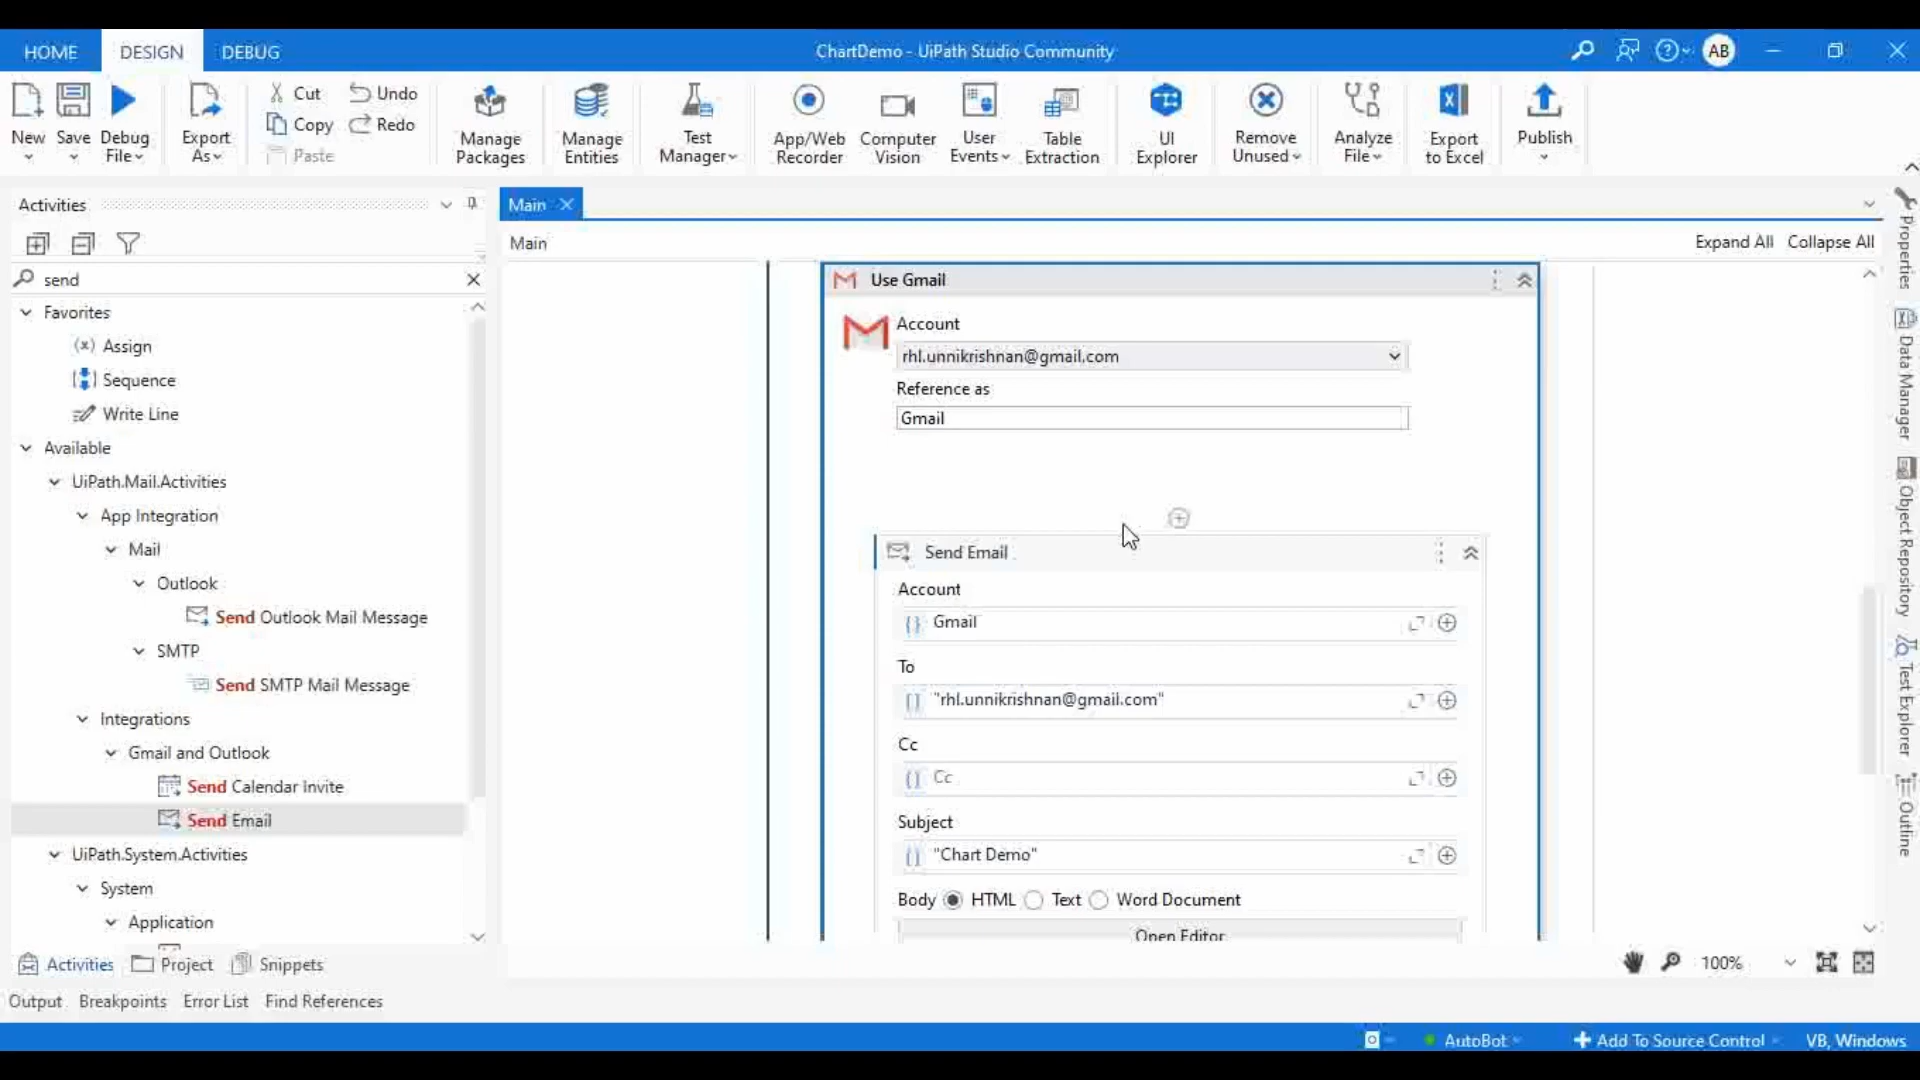 HOME DESIGN DEBUG ChartDemo - UiPath Studio Community AB
New Save Debug File Export As Cut Copy Paste Undo Redo Manage Packages Manage Entities Test Manager App/Web Recorder Computer Vision User Events Table Extraction UI Explorer Remove Unused Analyze File Export to Excel Publish
Activities
send
Favorites
Assign
Sequence
Write Line
Available
UiPath.Mail.Activities
App Integration
Mail
Outlook
Send Outlook Mail Message
SMTP
Send SMTP Mail Message
Integrations
Gmail and Outlook
Send Calendar Invite
Send Email
UiPath.System.Activities
System
Application
Activities Project Snippets
Main
Main Expand All Collapse All
Use Gmail
Account
rhl.unnikrishnan@gmail.com
Reference as
Gmail
Send Email
Account
Gmail
To
"rhl.unnikrishnan@gmail.com"
Cc
Cc
Subject
"Chart Demo"
Body HTML Text Word Document
Open Editor
100%
Properties
Data Manager
Object Repository
Test Explorer
Outline
Output Breakpoints Error List Find References
AutoBot Add To Source Control VB, Windows